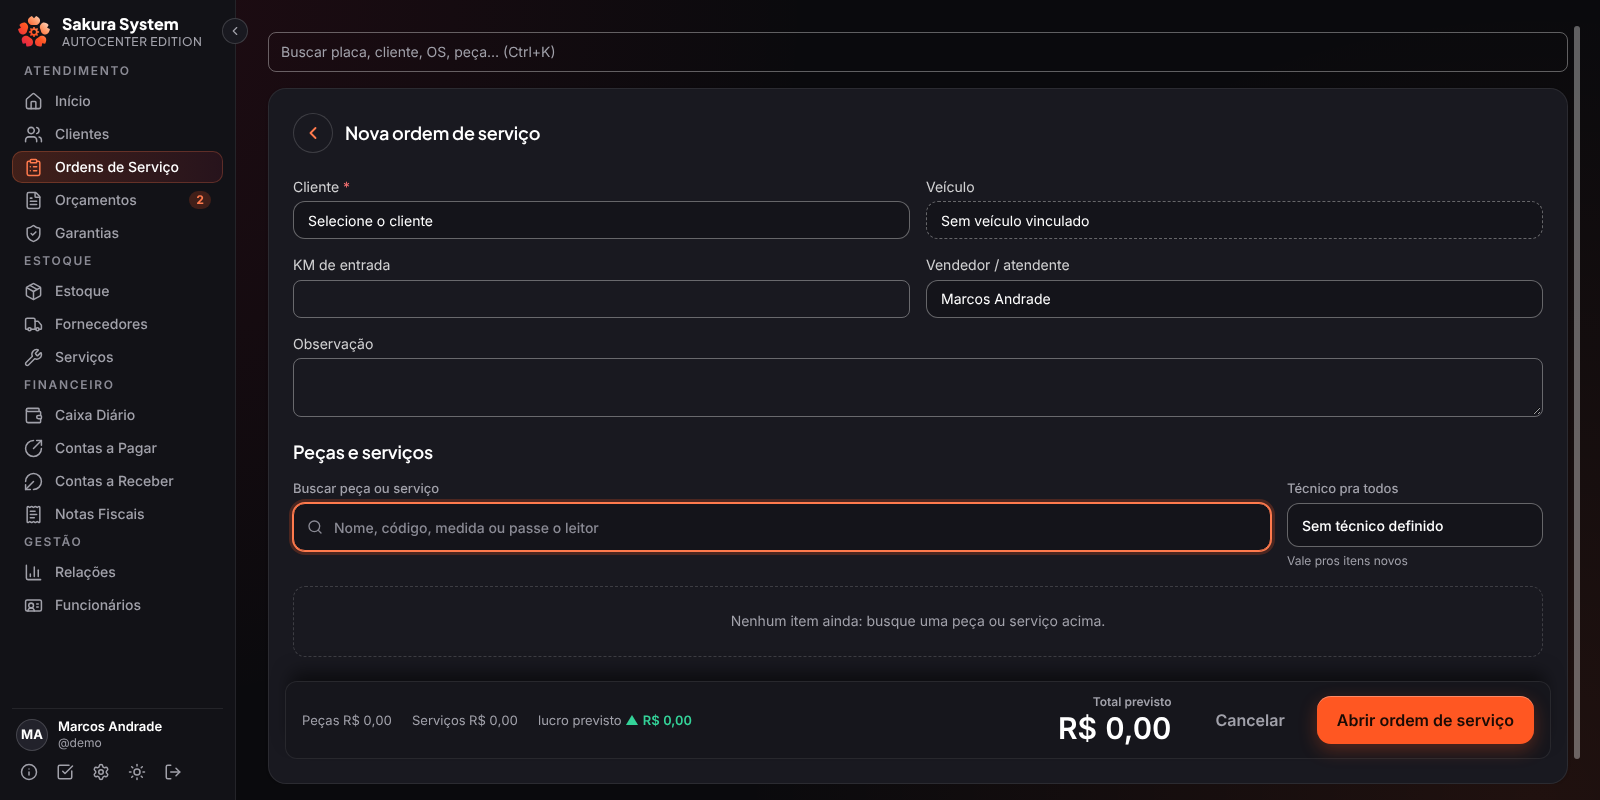 Sakura System
AUTOCENTER EDITION
ATENDIMENTO
Início
Clientes
Ordens de Serviço
Orçamentos
2
Garantias
ESTOQUE
Estoque
Fornecedores
Serviços
FINANCEIRO
Caixa Diário
Contas a Pagar
Contas a Receber
Notas Fiscais
GESTÃO
Relações
Funcionários
MA
Marcos Andrade
@demo
Buscar placa, cliente, OS, peça... (Ctrl+K)
Nova ordem de serviço
Cliente *
Selecione o cliente
Veículo
Sem veículo vinculado
KM de entrada
Vendedor / atendente
Marcos Andrade
Observação
Peças e serviços
Buscar peça ou serviço
Nome, código, medida ou passe o leitor
Técnico pra todos
Sem técnico definido
Vale pros itens novos
Nenhum item ainda: busque uma peça ou serviço acima.
Peças R$ 0,00
Serviços R$ 0,00
lucro previsto ▲ R$ 0,00
Total previsto
R$ 0,00
Cancelar
Abrir ordem de serviço